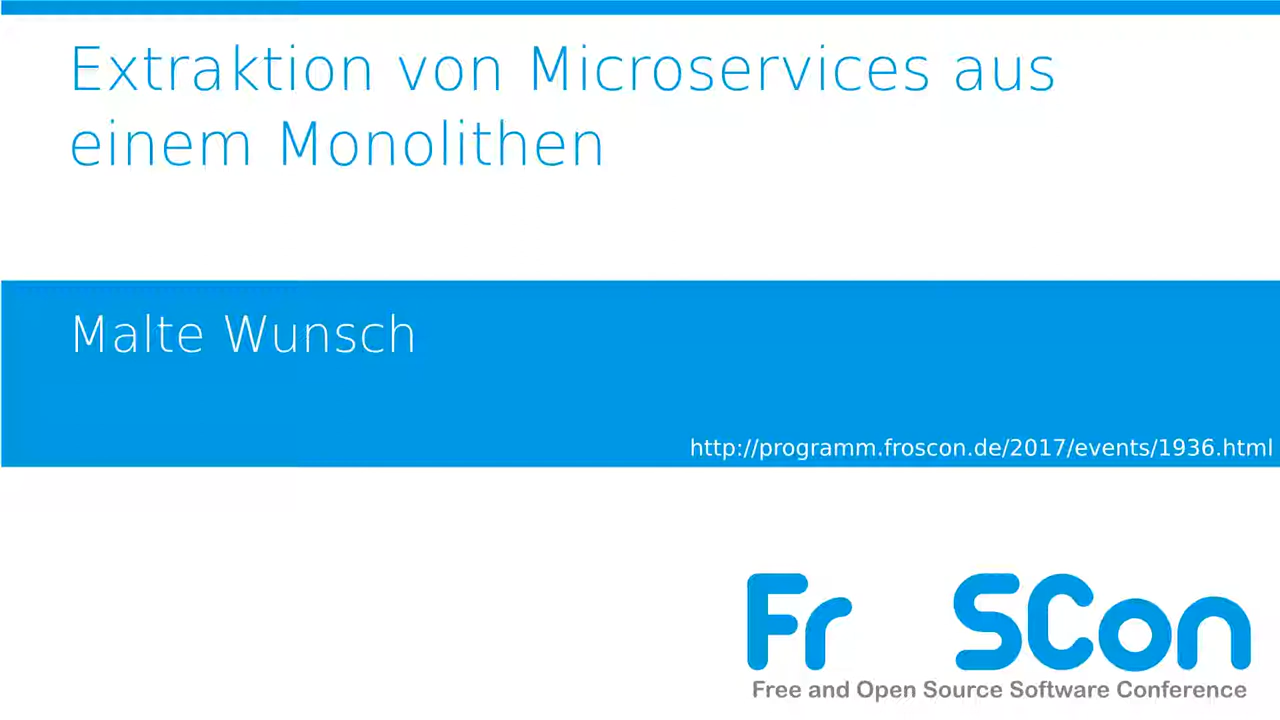 Extraktion von Microservices aus
einem Monolithen
Malte Wunsch
http://programm.froscon.de/2017/events/1936.html
Fr SCon
Free and Open Source Software Conference